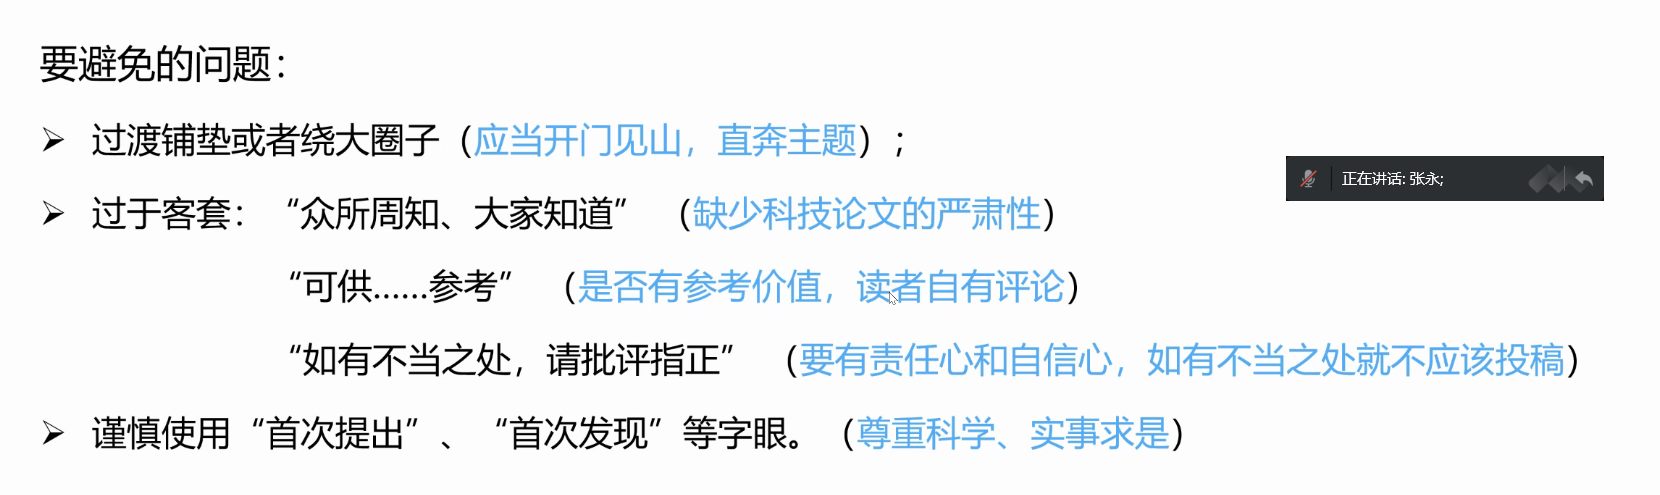 要避免的问题：
➢ 过渡铺垫或者绕大圈子（应当开门见山，直奔主题）；
正在讲话: 张永;
➢ 过于客套：“众所周知、大家知道” （缺少科技论文的严肃性）
“可供……参考” （是否有参考价值，读者自有评论）
“如有不当之处，请批评指正” （要有责任心和自信心，如有不当之处就不应该投稿）
➢ 谨慎使用“首次提出”、“首次发现”等字眼。（尊重科学、实事求是）